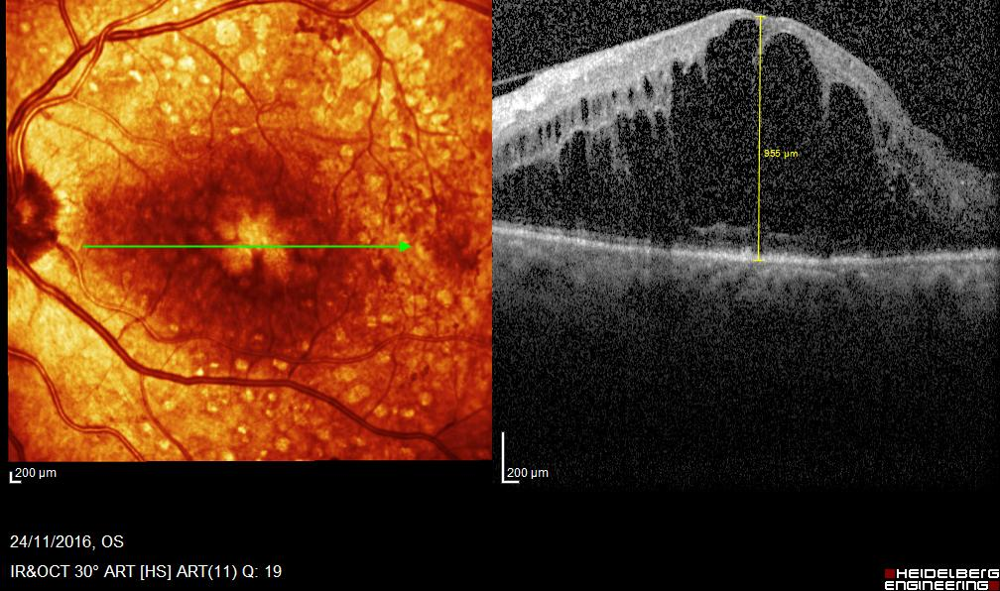 955 µm
200 µm
200 µm
24/11/2016, OS
IR&OCT 30° ART [HS] ART(11) Q: 19
HEIDELBERG
ENGINEERING